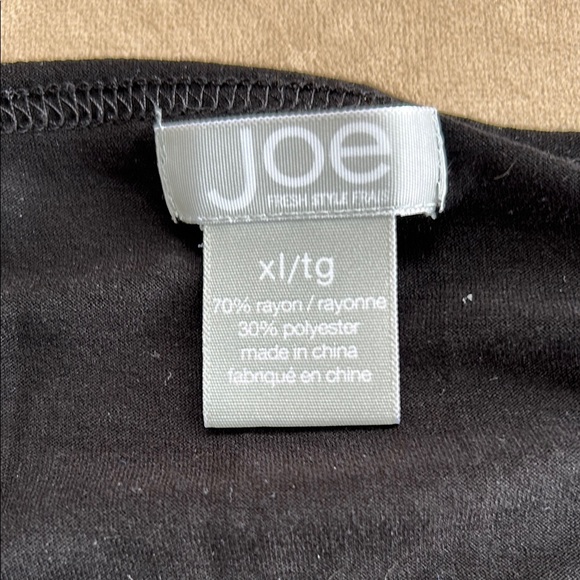 joe
FRESH STYLE FRAIS
xl/tg
70% rayon / rayonne
30% polyester
made in china
fabriqué en chine